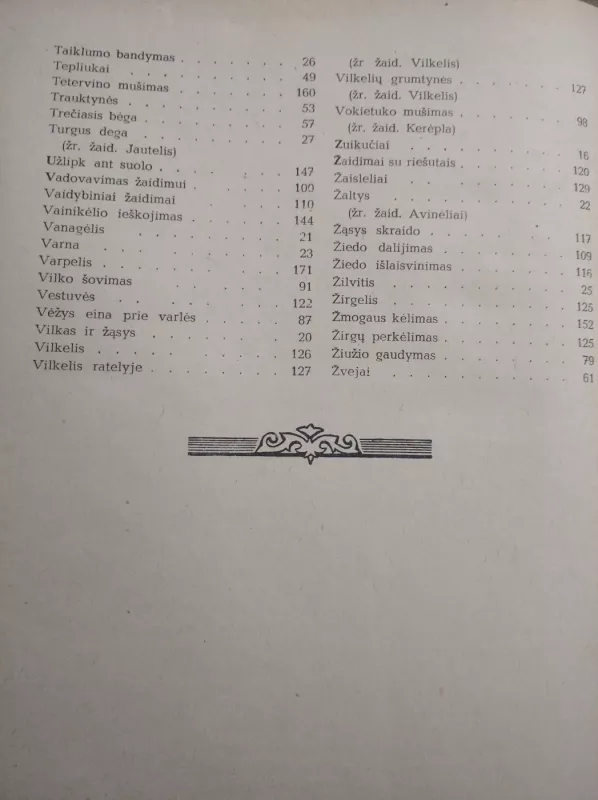 Taiklumo bandymas . . . . . . 26
Tepliukai . . . . . . . . 49
Tetervino mušimas . . . . . . 160
Trauktynės . . . . . . . . 53
Trečiasis bėga . . . . . . . 57
Turgus dega . . . . . . . 27
(žr. žaid. Jautelis)
Užlipk ant suolo . . . . . . 147
Vadovavimas žaidimui . . . . . 100
Vaidybiniai žaidimai . . . . . 110
Vainikėlio ieškojimas . . . . . 144
Vanagėlis . . . . . . . . 21
Varna . . . . . . . . . 23
Varpelis . . . . . . . . 171
Vilko šovimas . . . . . . . 91
Vestuvės . . . . . . . . 122
Vėžys eina prie varlės . . . . . 87
Vilkas ir žąsys . . . . . . . 20
Vilkelis . . . . . . . . 126
Vilkelis ratelyje . . . . . . . 127
(žr žaid. Vilkelis)
Vilkelių grumtynės . . . . . . 127
(žr. žaid. Vilkelis)
Vokietuko mušimas . . . . . . 98
(žr. žaid. Kerėpla)
Zuikučiai . . . . . . . . 16
Žaidimai su riešutais . . . . . 120
Žaisleliai . . . . . . . . 129
Žaltys . . . . . . . . . 22
(žr. žaid. Avinėliai)
Žąsys skraido . . . . . . . 117
Žiedo dalijimas . . . . . . . 109
Žiedo išlaisvinimas . . . . . . 116
Žilvitis . . . . . . . . 25
Žirgelis . . . . . . . . 125
Žmogaus kėlimas . . . . . . 152
Žirgų perkėlimas . . . . . . 125
Žiužio gaudymas . . . . . . 79
Žvejai . . . . . . . . 61